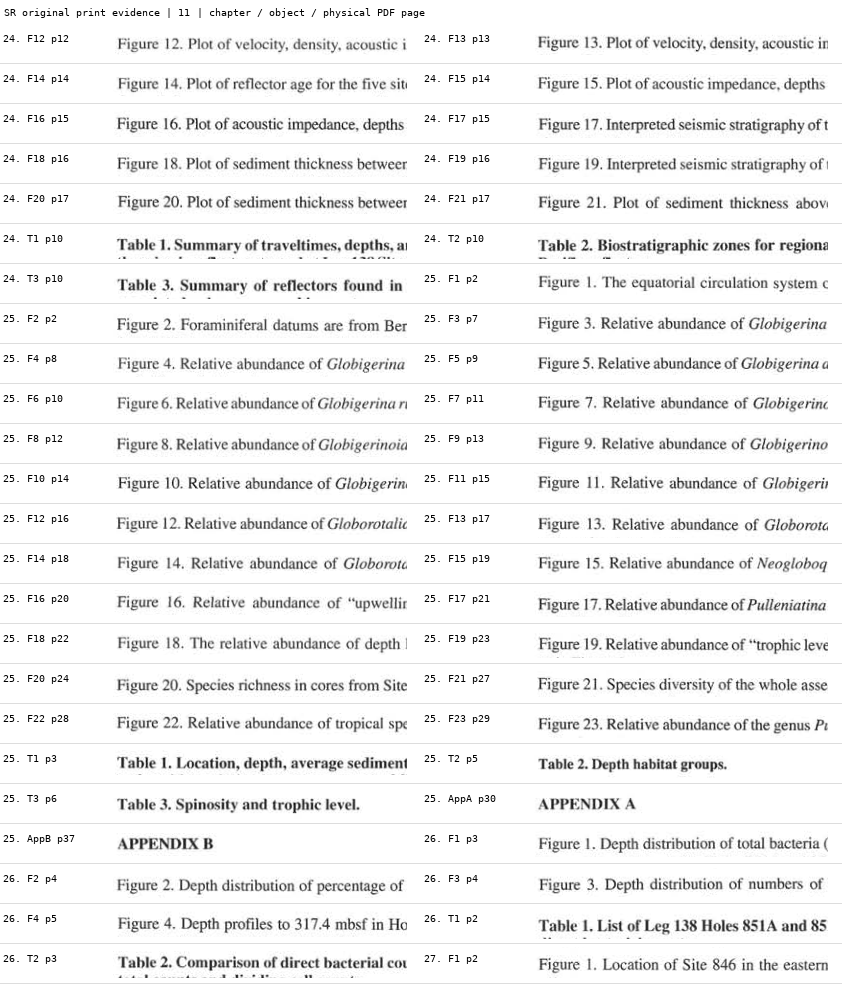 SR original print evidence | 11 | chapter / object / physical PDF page
24. F12 p12 Figure 12. Plot of velocity, density, acoustic i 24. F13 p13 Figure 13. Plot of velocity, density, acoustic in
24. F14 p14 Figure 14. Plot of reflector age for the five site 24. F15 p14 Figure 15. Plot of acoustic impedance, depths
24. F16 p15 Figure 16. Plot of acoustic impedance, depths 24. F17 p15 Figure 17. Interpreted seismic stratigraphy of t
24. F18 p16 Figure 18. Plot of sediment thickness between 24. F19 p16 Figure 19. Interpreted seismic stratigraphy of
24. F20 p17 Figure 20. Plot of sediment thickness between 24. F21 p17 Figure 21. Plot of sediment thickness above
24. T1 p10 Table 1. Summary of traveltimes, depths, a 24. T2 p10 Table 2. Biostratigraphic zones for regiona
24. T3 p10 Table 3. Summary of reflectors found in 25. F1 p2 Figure 1. The equatorial circulation system o
25. F2 p2 Figure 2. Foraminiferal datums are from Ber 25. F3 p7 Figure 3. Relative abundance of Globigerina
25. F4 p8 Figure 4. Relative abundance of Globigerina 25. F5 p9 Figure 5. Relative abundance of Globigerina a
25. F6 p10 Figure 6. Relative abundance of Globigerina r 25. F7 p11 Figure 7. Relative abundance of Globigerina
25. F8 p12 Figure 8. Relative abundance of Globigerinoid 25. F9 p13 Figure 9. Relative abundance of Globigerino
25. F10 p14 Figure 10. Relative abundance of Globigerin 25. F11 p15 Figure 11. Relative abundance of Globigerin
25. F12 p16 Figure 12. Relative abundance of Globorotalia 25. F13 p17 Figure 13. Relative abundance of Globorota
25. F14 p18 Figure 14. Relative abundance of Globorota 25. F15 p19 Figure 15. Relative abundance of Neogloboq
25. F16 p20 Figure 16. Relative abundance of “upwellin 25. F17 p21 Figure 17. Relative abundance of Pulleniatina
25. F18 p22 Figure 18. The relative abundance of depth 25. F19 p23 Figure 19. Relative abundance of “trophic leve
25. F20 p24 Figure 20. Species richness in cores from Site 25. F21 p27 Figure 21. Species diversity of the whole asse
25. F22 p28 Figure 22. Relative abundance of tropical spe 25. F23 p29 Figure 23. Relative abundance of the genus Pu
25. T1 p3 Table 1. Location, depth, average sediment 25. T2 p5 Table 2. Depth habitat groups.
25. T3 p6 Table 3. Spinosity and trophic level. 25. AppA p30 APPENDIX A
25. AppB p37 APPENDIX B 26. F1 p3 Figure 1. Depth distribution of total bacteria (
26. F2 p4 Figure 2. Depth distribution of percentage of 26. F3 p4 Figure 3. Depth distribution of numbers of
26. F4 p5 Figure 4. Depth profiles to 317.4 mbsf in Ho 26. T1 p2 Table 1. List of Leg 138 Holes 851A and 85
26. T2 p3 Table 2. Comparison of direct bacterial cou 27. F1 p2 Figure 1. Location of Site 846 in the eastern